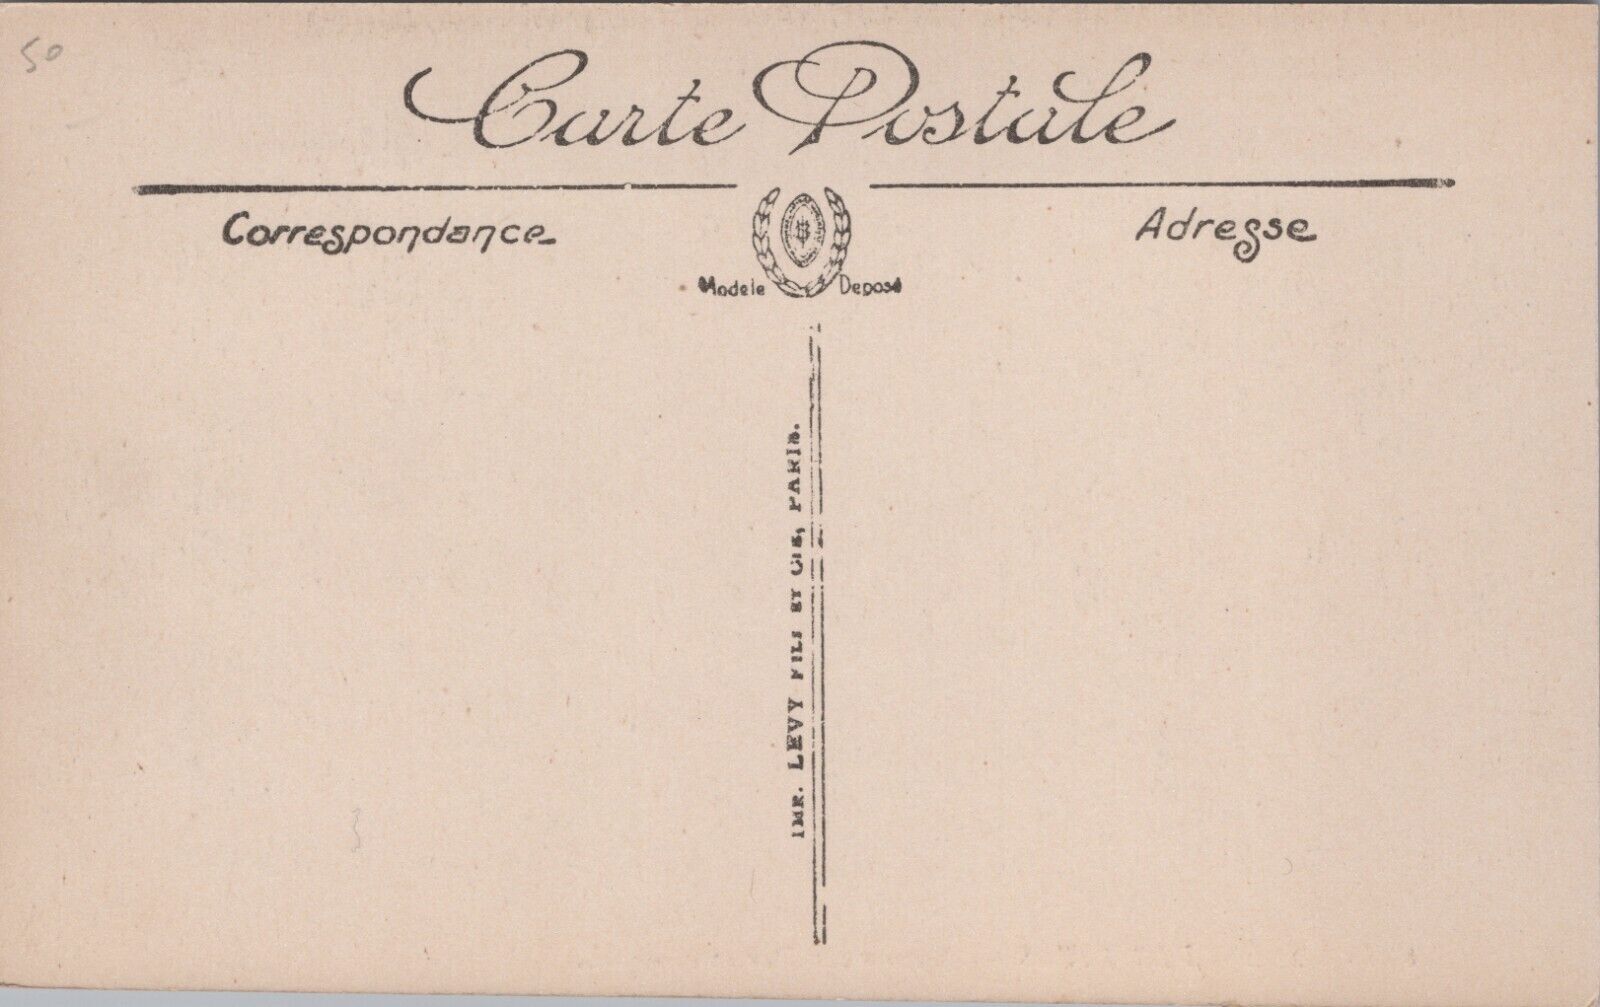 50
Carte Postale
Correspondance
Adresse
Modele Deposé
IMP. LEVY FILS ET CIE, PARIS.